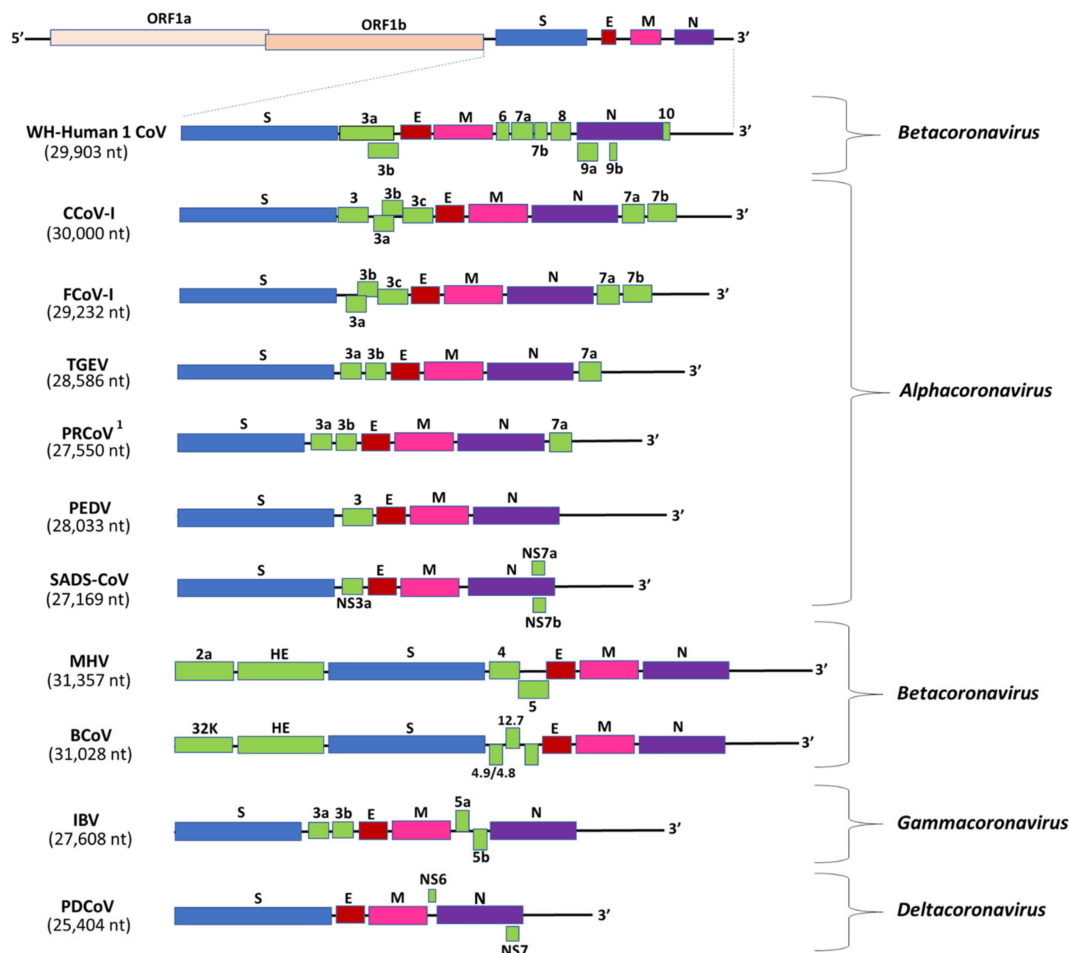 ORF1a ORF1b S E M N
5’ 3’
S 3a E M 6 7a 8 N 10
WH-Human 1 CoV 3’ Betacoronavirus
(29,903 nt) 3b 7b 9a 9b
S 3 3b 3c E M N 7a 7b
CCoV-I 3’
(30,000 nt) 3a
S 3b 3c E M N 7a 7b
FCoV-I 3’
(29,232 nt) 3a
S 3a 3b E M N 7a
TGEV 3’
(28,586 nt)
Alphacoronavirus
S 3a 3b E M N 7a
PRCoV 1 3’
(27,550 nt)
S 3 E M N
PEDV 3’
(28,033 nt)
NS7a
S E M N
SADS-CoV 3’
(27,169 nt) NS3a NS7b
2a HE S 4 E M N
MHV 3’
(31,357 nt) 5
Betacoronavirus
32K HE S 12.7 E M N
BCoV 3’
(31,028 nt) 4.9/4.8
S 3a 3b E M 5a N
IBV 3’ Gammacoronavirus
(27,608 nt) 5b
NS6
S E M N
PDCoV 3’ Deltacoronavirus
(25,404 nt) NS7